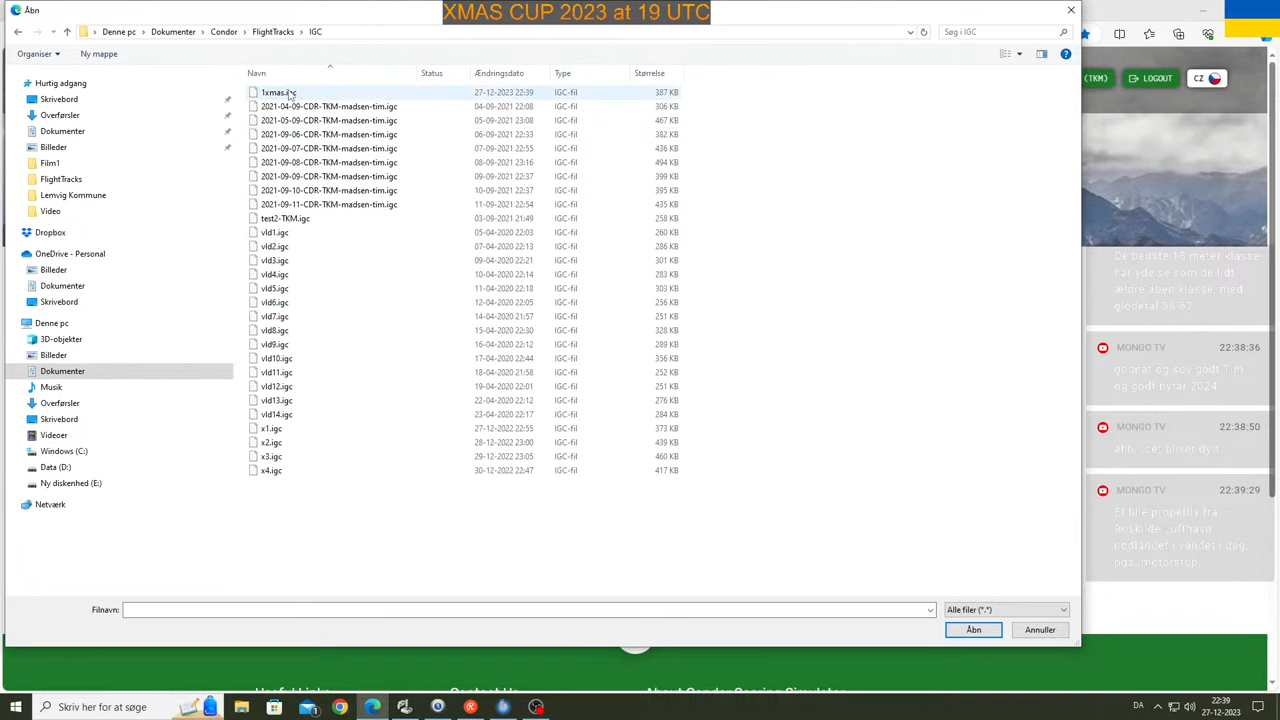 Åbn
XMAS CUP 2023 at 19 UTC
Denne pc > Dokumenter > Condor > FlightTracks > IGC
Søg i IGC
Organiser
Ny mappe
Navn Status Ændringsdato Type Størrelse
1xmas.igc 27-12-2023 22:39 IGC-fil 387 KB
2021-04-09-CDR-TKM-madsen-tim.igc 04-09-2021 22:08 IGC-fil 306 KB
2021-05-09-CDR-TKM-madsen-tim.igc 05-09-2021 23:08 IGC-fil 467 KB
2021-09-06-CDR-TKM-madsen-tim.igc 06-09-2021 22:33 IGC-fil 382 KB
2021-09-07-CDR-TKM-madsen-tim.igc 07-09-2021 22:55 IGC-fil 436 KB
2021-09-08-CDR-TKM-madsen-tim.igc 08-09-2021 23:16 IGC-fil 494 KB
2021-09-09-CDR-TKM-madsen-tim.igc 09-09-2021 22:37 IGC-fil 399 KB
2021-09-10-CDR-TKM-madsen-tim.igc 10-09-2021 22:37 IGC-fil 395 KB
2021-09-11-CDR-TKM-madsen-tim.igc 11-09-2021 22:54 IGC-fil 435 KB
test2-TKM.igc 03-09-2021 21:49 IGC-fil 258 KB
vld1.igc 05-04-2020 22:03 IGC-fil 260 KB
vld2.igc 07-04-2020 22:13 IGC-fil 286 KB
vld3.igc 09-04-2020 22:21 IGC-fil 301 KB
vld4.igc 10-04-2020 22:14 IGC-fil 283 KB
vld5.igc 11-04-2020 22:18 IGC-fil 303 KB
vld6.igc 12-04-2020 22:05 IGC-fil 256 KB
vld7.igc 14-04-2020 21:57 IGC-fil 251 KB
vld8.igc 15-04-2020 22:30 IGC-fil 328 KB
vld9.igc 16-04-2020 22:12 IGC-fil 289 KB
vld10.igc 17-04-2020 22:44 IGC-fil 356 KB
vld11.igc 18-04-2020 21:58 IGC-fil 252 KB
vld12.igc 19-04-2020 22:01 IGC-fil 251 KB
vld13.igc 22-04-2020 22:12 IGC-fil 276 KB
vld14.igc 23-04-2020 22:17 IGC-fil 284 KB
x1.igc 27-12-2022 22:55 IGC-fil 373 KB
x2.igc 28-12-2022 23:00 IGC-fil 439 KB
x3.igc 29-12-2022 23:05 IGC-fil 460 KB
x4.igc 30-12-2022 22:47 IGC-fil 417 KB
Hurtig adgang
Skrivebord
Overførsler
Dokumenter
Billeder
Film1
FlightTracks
Lemvig Kommune
Video
Dropbox
OneDrive - Personal
Billeder
Dokumenter
Skrivebord
Denne pc
3D-objekter
Billeder
Dokumenter
Musik
Overførsler
Skrivebord
Videoer
Windows (C:)
Data (D:)
Ny diskenhed (E:)
Netværk
Filnavn:
Alle filer (*.*)
Åbn
Annuller
(TKM)
LOGOUT
CZ
De bedste 18 meter klasse
har ydelse som de lidt
ældre åben klasse, med
glidetal 55-57
MONGO TV 22:38:36
godnat og sov godt Tim
og godt nytår 2024
MONGO TV 22:38:50
ahh...det bliver dyrt
MONGO TV 22:39:29
Et lille propelfly fra
Roskilde Lufthavn
nødlandet i vandet i dag,
pga. motorstop
Skriv her for at søge
DA
22:39
27-12-2023